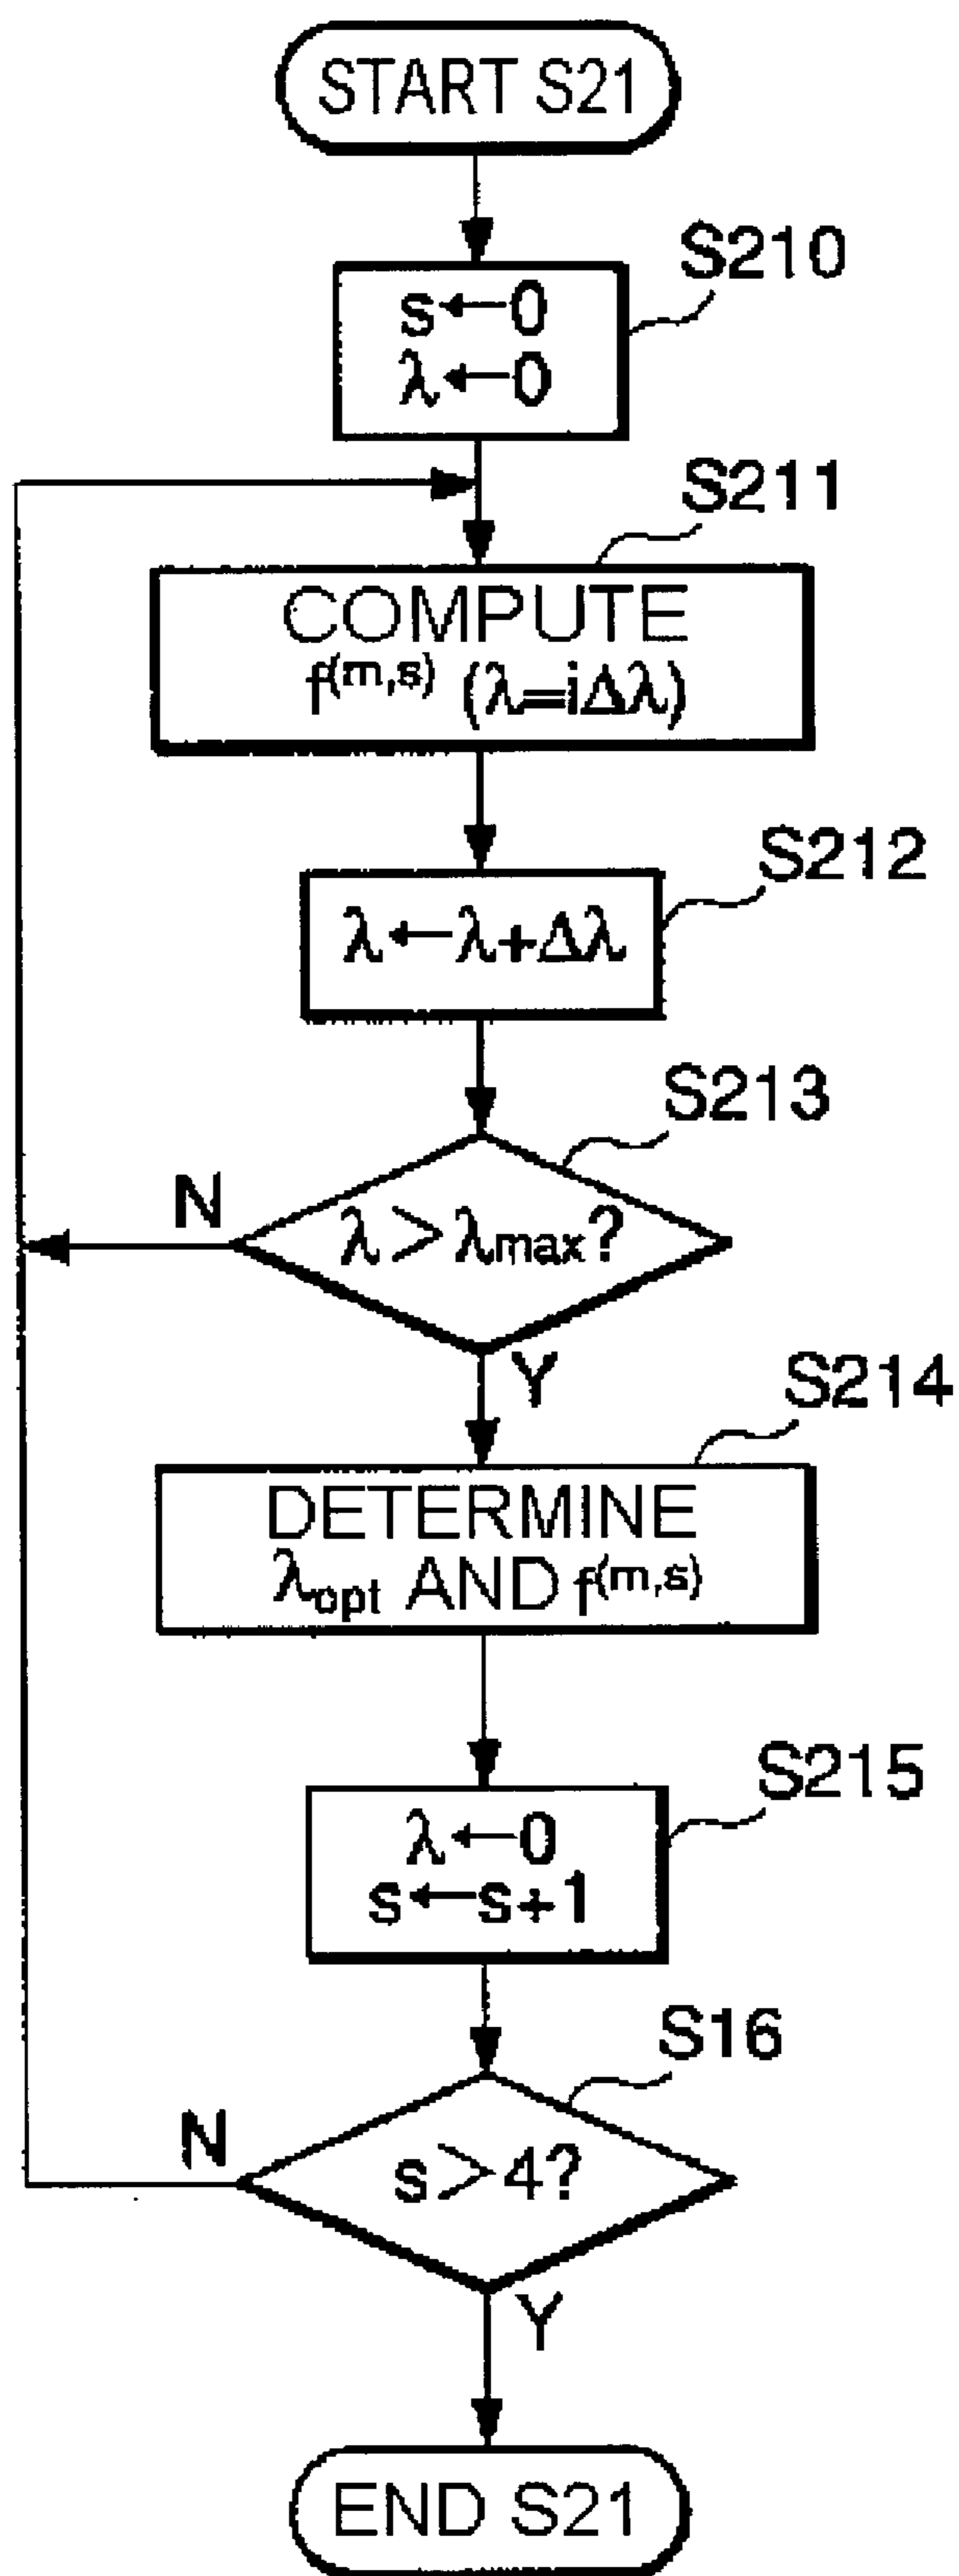 START S21
S210
s←0
λ←0
S211
COMPUTE
f(m,s) (λ=iΔλ)
S212
λ←λ+Δλ
S213
N
λ>λmax?
Y
S214
DETERMINE
λopt AND f(m,s)
S215
λ←0
s←s+1
S16
N
s>4?
Y
END S21